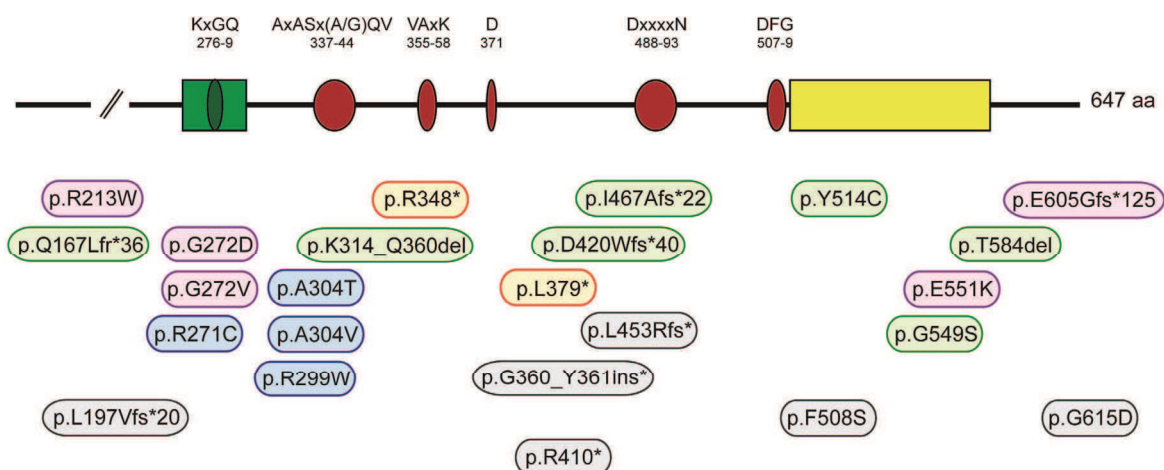 KxGQ AxASx(A/G)QV VAxK D DxxxxN DFG
276-9 337-44 355-58 371 488-93 507-9
647 aa
p.R213W p.R348* p.I467Afs*22 p.Y514C p.E605Gfs*125
p.Q167Lfr*36 p.G272D p.K314_Q360del p.D420Wfs*40 p.T584del
p.G272V p.A304T p.L379* p.E551K
p.R271C p.A304V p.L453Rfs* p.G549S
p.R299W p.G360_Y361ins*
p.L197Vfs*20 p.F508S p.G615D
p.R410*